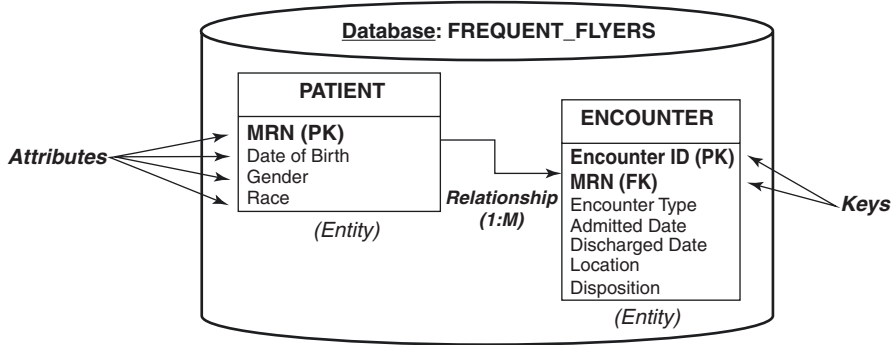 Database: FREQUENT_FLYERS
PATIENT
MRN (PK)
Date of Birth
Gender
Race
(Entity)
Attributes
Relationship
(1:M)
ENCOUNTER
Encounter ID (PK)
MRN (FK)
Encounter Type
Admitted Date
Discharged Date
Location
Disposition
(Entity)
Keys